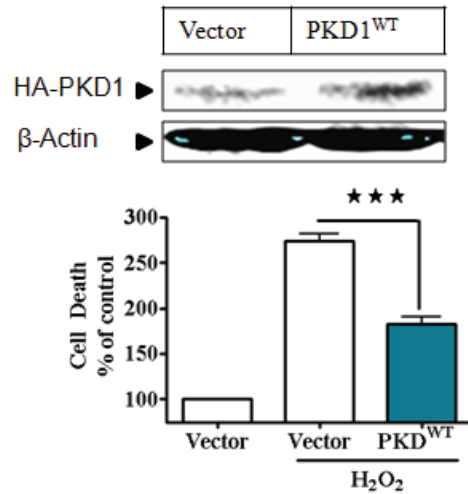 Vector PKD1WT
HA-PKD1
β-Actin
★★★
300
250
200
150
100
Cell Death
% of control
Vector Vector PKDWT
H2O2